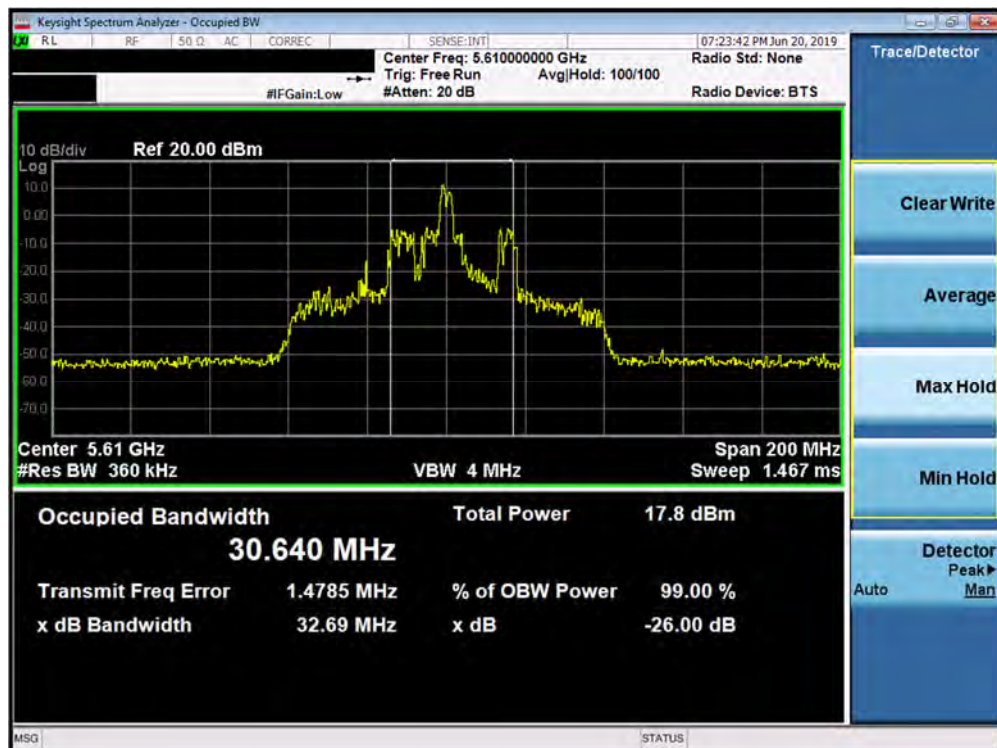 Keysight Spectrum Analyzer - Occupied BW
LXI RL RF 50 Ω AC CORREC SENSE:INT 07:23:42 PM Jun 20, 2019
Center Freq: 5.610000000 GHz Radio Std: None
Trig: Free Run Avg|Hold: 100/100
#IFGain:Low #Atten: 20 dB Radio Device: BTS
Trace/Detector
10 dB/div Ref 20.00 dBm
Log
10.0
0.00
-10.0
-20.0
-30.0
-40.0
-50.0
-60.0
-70.0
Center 5.61 GHz Span 200 MHz
#Res BW 360 kHz VBW 4 MHz Sweep 1.467 ms
Occupied Bandwidth Total Power 17.8 dBm
30.640 MHz
Transmit Freq Error 1.4785 MHz % of OBW Power 99.00 %
x dB Bandwidth 32.69 MHz x dB -26.00 dB
Clear Write
Average
Max Hold
Min Hold
Detector
Peak▶
Auto Man
MSG STATUS